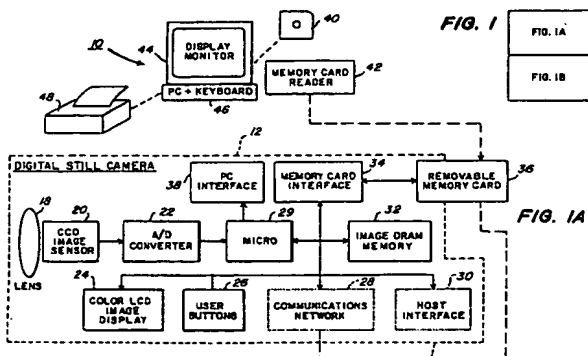 FIG. 1
FIG. 1A
FIG. 1B
10
44
DISPLAY
MONITOR
40
42
MEMORY CARD
READER
48
PC + KEYBOARD
46
12
DIGITAL STILL CAMERA
38
PC
INTERFACE
34
MEMORY CARD
INTERFACE
36
REMOVABLE
MEMORY CARD
FIG. 1A
18
LENS
20
CCD
IMAGE
SENSOR
22
A/D
CONVERTER
29
MICRO
32
IMAGE DRAM
MEMORY
24
COLOR LCD
IMAGE
DISPLAY
26
USER
BUTTONS
28
COMMUNICATIONS
NETWORK
30
HOST
INTERFACE